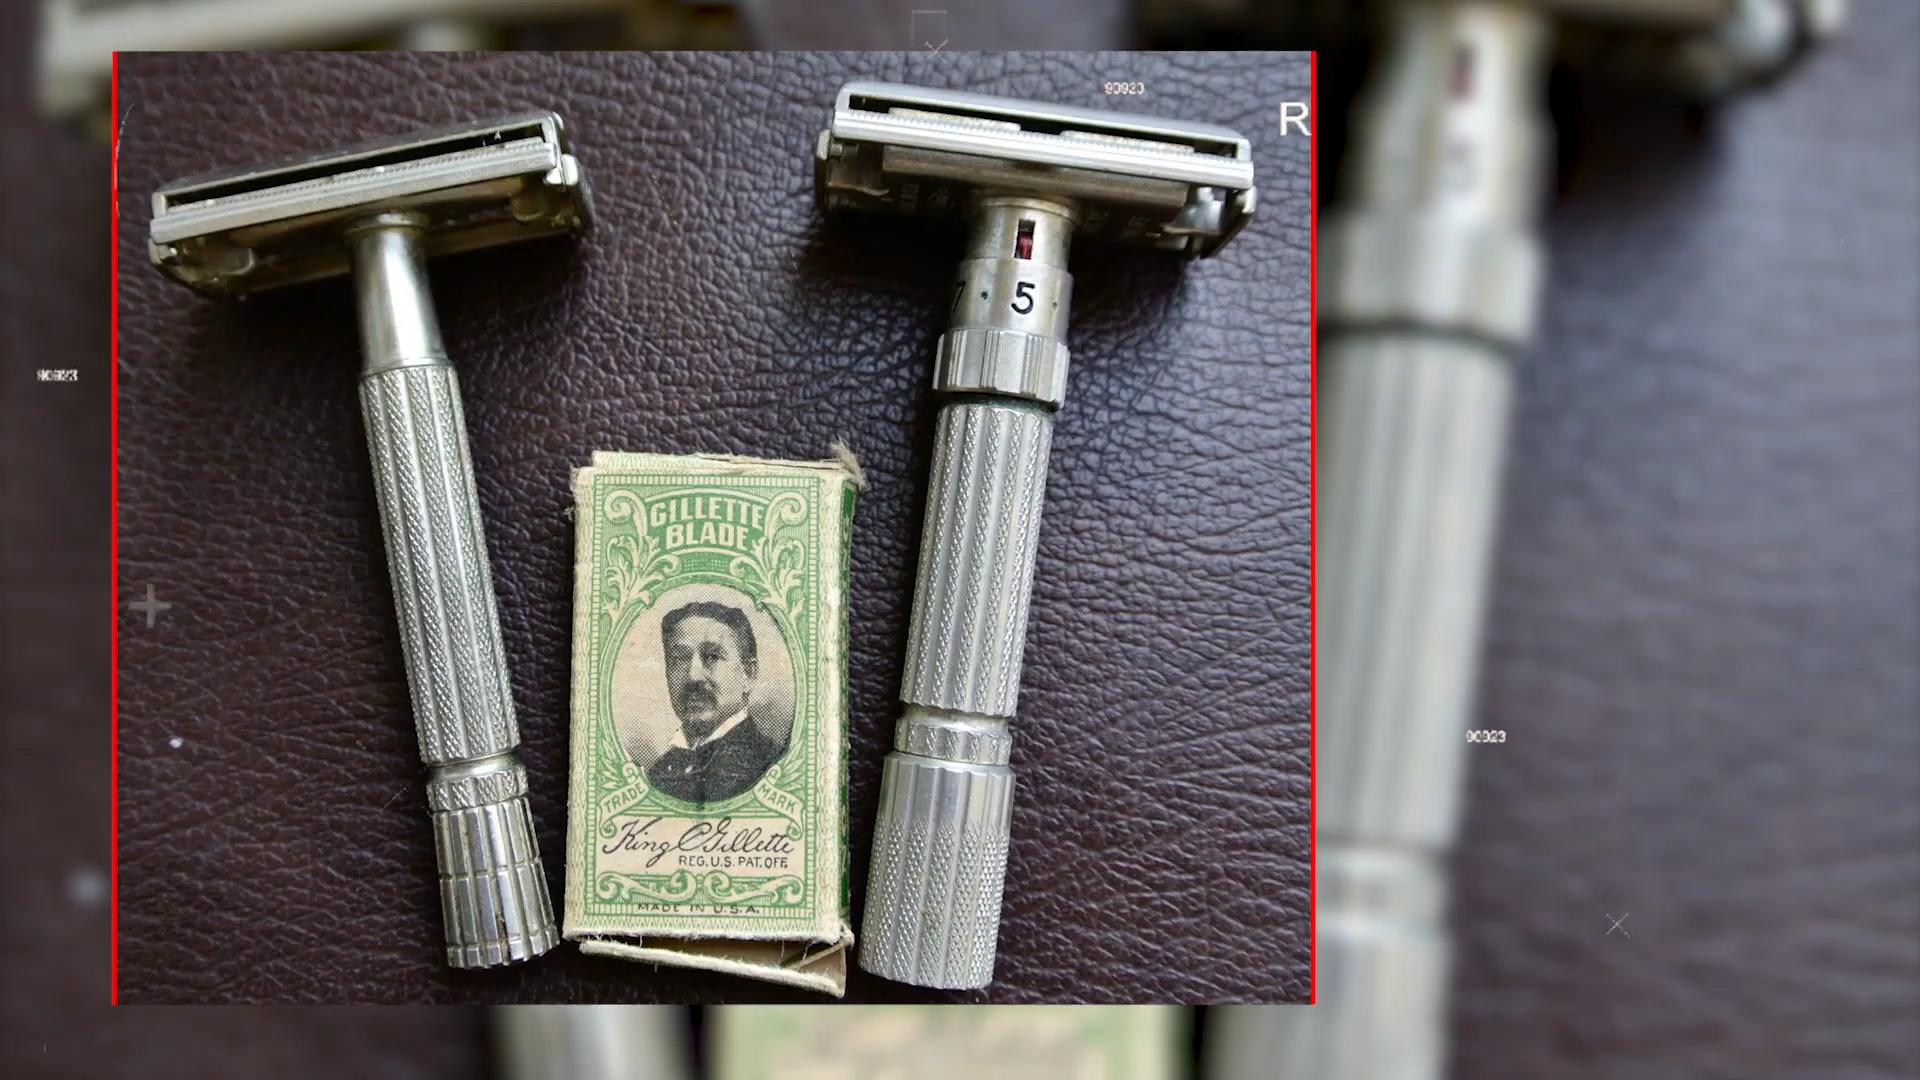 90923
R
7 · 5 ·
90923
GILLETTE
BLADE
TRADE MARK
King C Gillette
REG. U.S. PAT. OFF.
90923
MADE IN U.S.A.